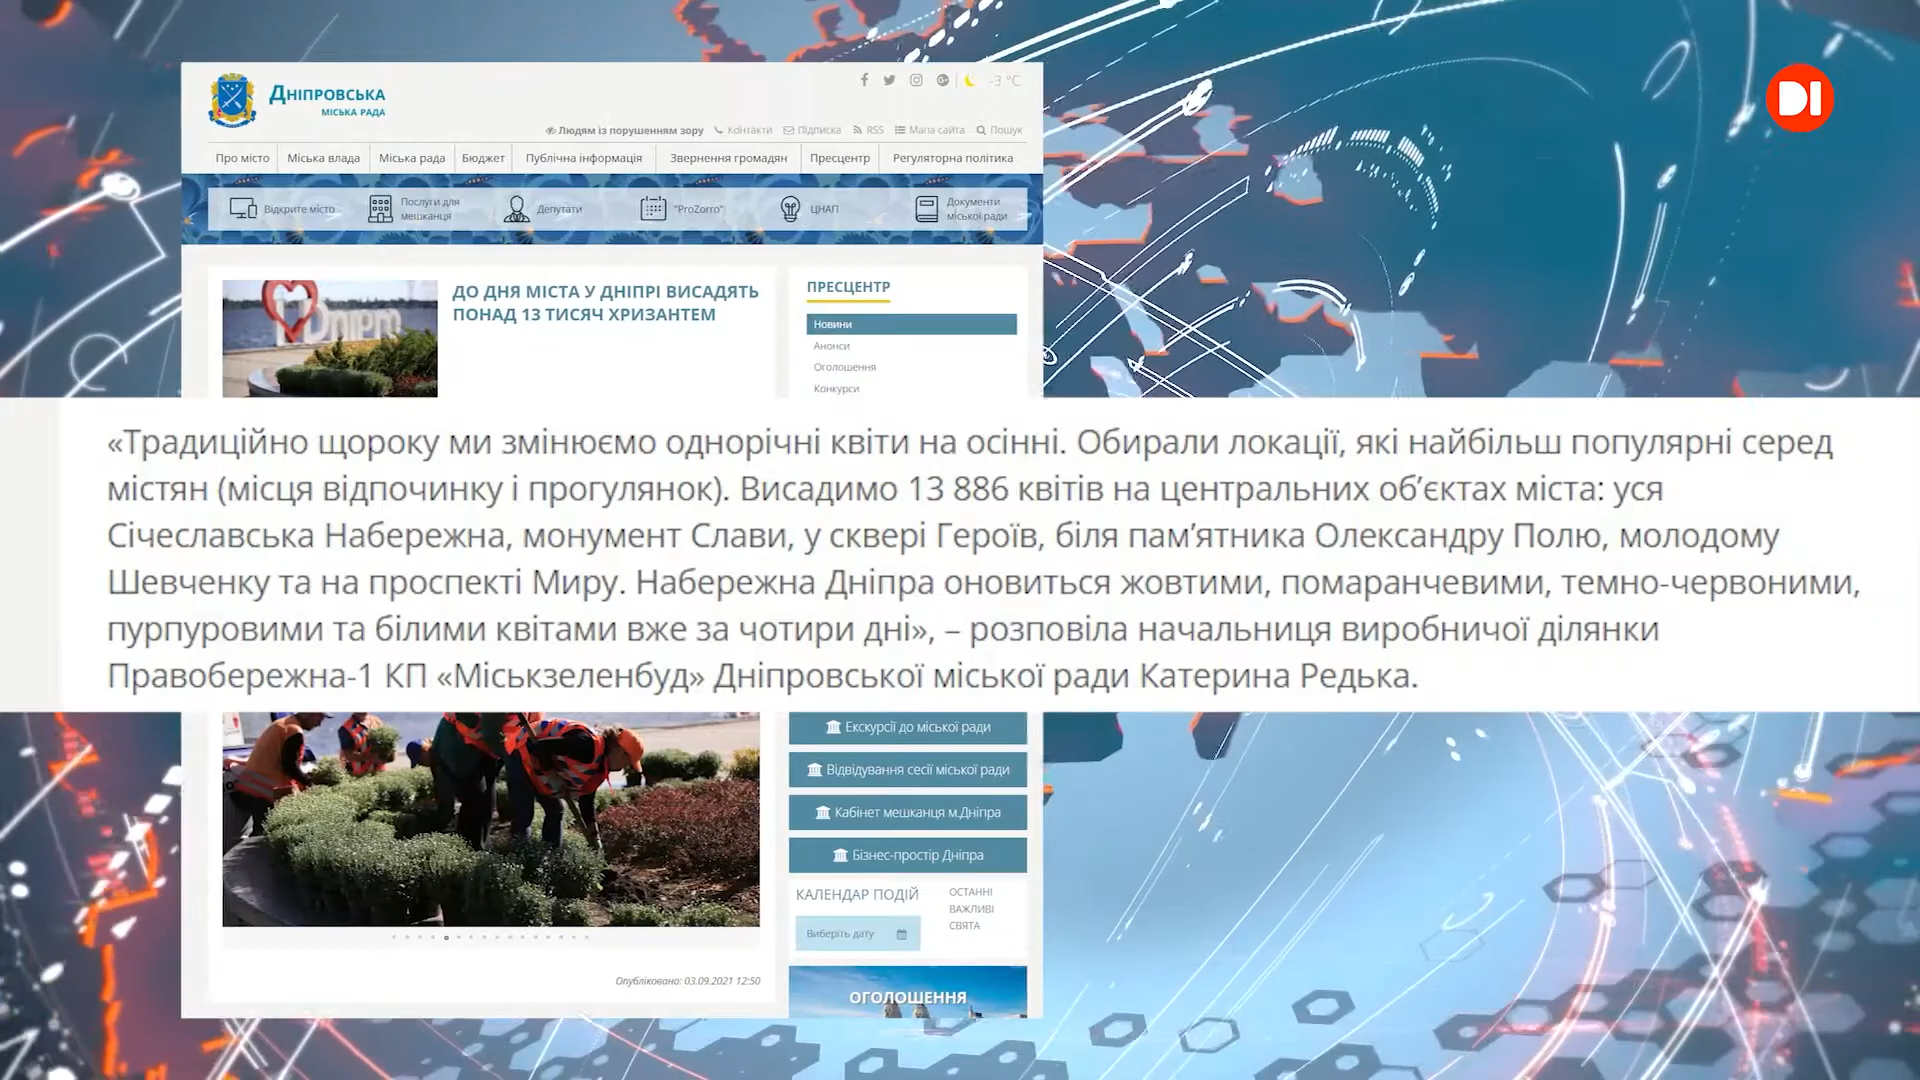 DI
ДНІПРОВСЬКА
МІСЬКА РАДА
-3 °C
Людям із порушенням зору Контакти Підписка RSS Мапа сайта Пошук
Про місто Міська влада Міська рада Бюджет Публічна інформація Звернення громадян Пресцентр Регуляторна політика
Відкрите місто
Послуги для
мешканця
Депутати
"ProZorro"
ЦНАП
Документи
міської ради
ДО ДНЯ МІСТА У ДНІПРІ ВИСАДЯТЬ
ПОНАД 13 ТИСЯЧ ХРИЗАНТЕМ
Dnipro
ПРЕСЦЕНТР
Новини
Анонси
Оголошення
Конкурси
«Традиційно щороку ми змінюємо однорічні квіти на осінні. Обирали локації, які найбільш популярні серед
містян (місця відпочинку і прогулянок). Висадимо 13 886 квітів на центральних об’єктах міста: уся
Січеславська Набережна, монумент Слави, у сквері Героїв, біля пам’ятника Олександру Полю, молодому
Шевченку та на проспекті Миру. Набережна Дніпра оновиться жовтими, помаранчевими, темно-червоними,
пурпуровими та білими квітами вже за чотири дні», – розповіла начальниця виробничої ділянки
Правобережна-1 КП «Міськзеленбуд» Дніпровської міської ради Катерина Редька.
Екскурсії до міської ради
Відвідування сесії міської ради
Кабінет мешканця м.Дніпра
Бізнес-простір Дніпра
КАЛЕНДАР ПОДІЙ
Виберіть дату
ОСТАННІ
ВАЖЛИВІ
СВЯТА
Опубліковано: 03.09.2021 12:50
ОГОЛОШЕННЯ